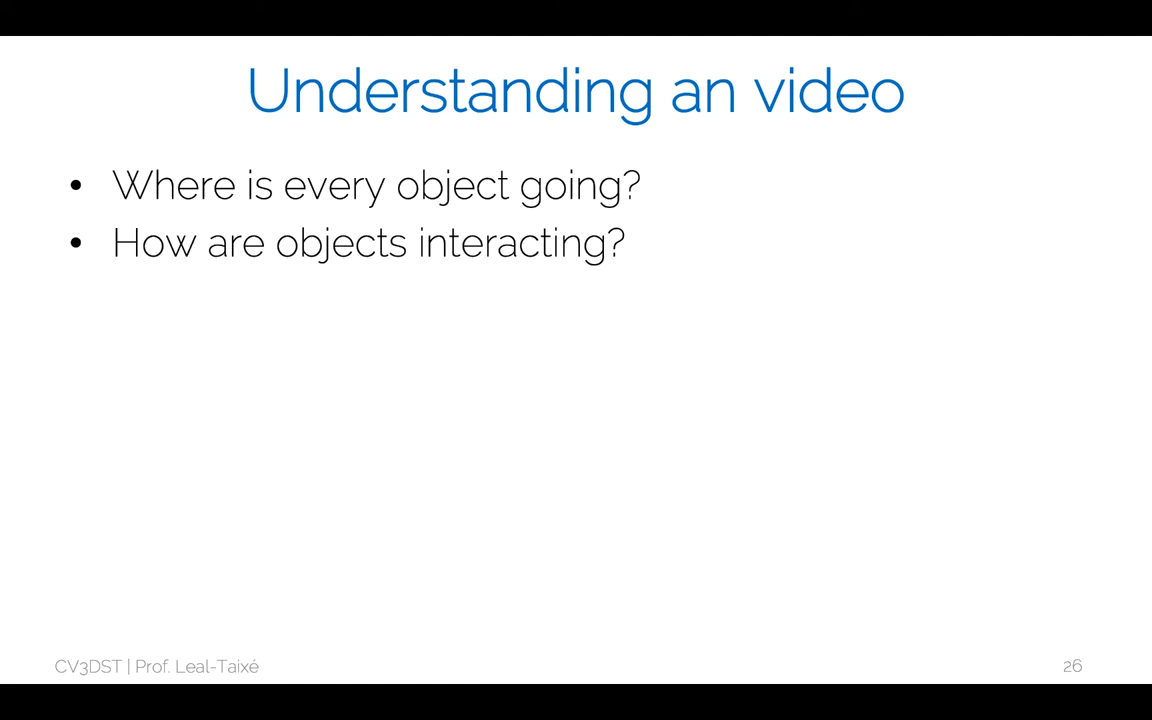 Understanding an video
• Where is every object going?
• How are objects interacting?
CV3DST | Prof. Leal-Taixé
26